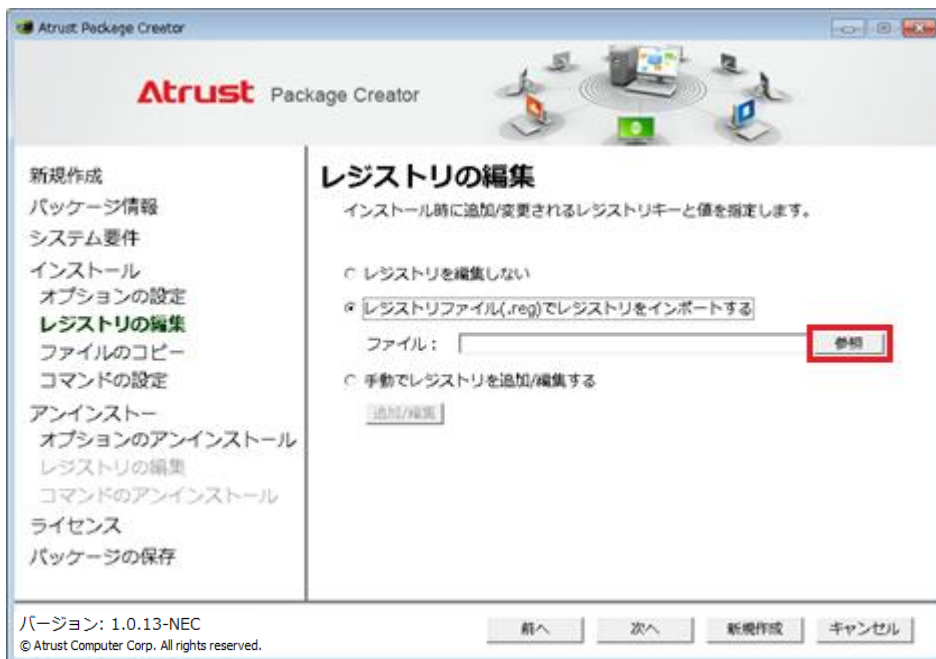 Atrust Package Creator
Atrust Package Creator
新規作成
パッケージ情報
システム要件
インストール
オプションの設定
レジストリの編集
ファイルのコピー
コマンドの設定
アンインストー
オプションのアンインストール
レジストリの編集
コマンドのアンインストール
ライセンス
パッケージの保存
レジストリの編集
インストール時に追加/変更されるレジストリキーと値を指定します。
レジストリを編集しない
レジストリファイル(.reg)でレジストリをインポートする
ファイル: 参照
手動でレジストリを追加/編集する
追加/編集
バージョン: 1.0.13-NEC
© Atrust Computer Corp. All rights reserved.
前へ 次へ 新規作成 キャンセル